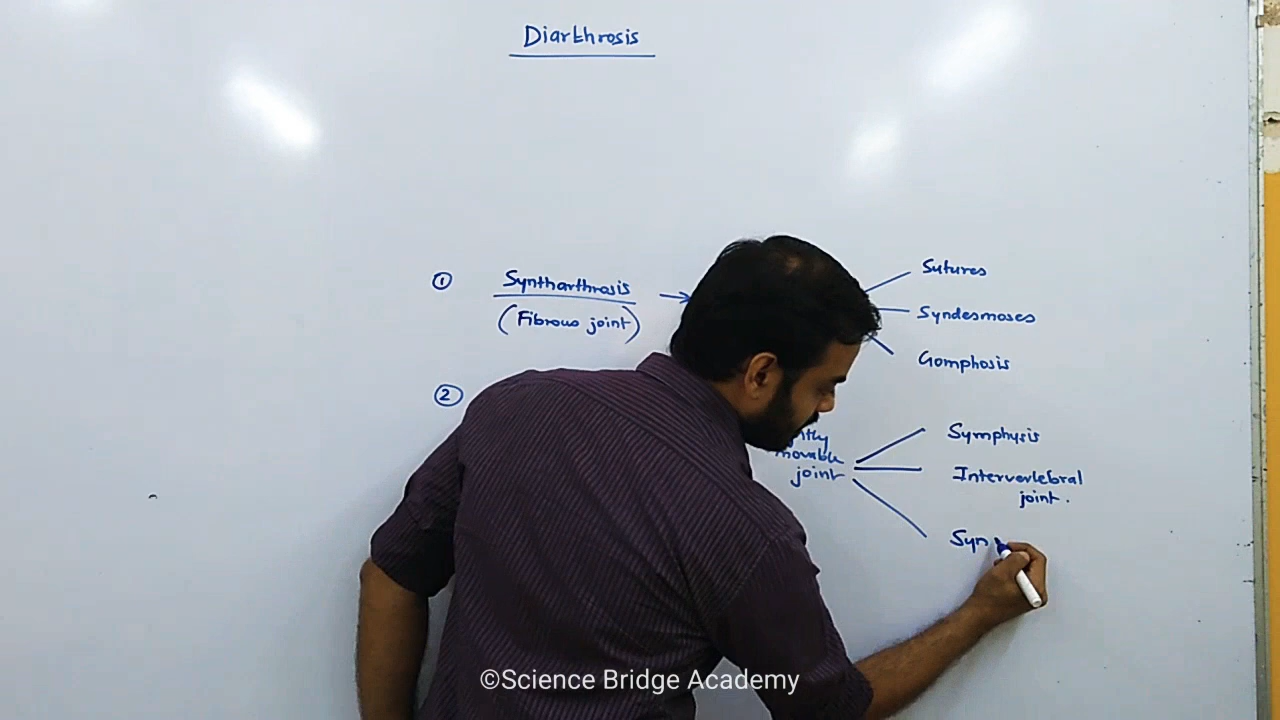 Diarthrosis
① Syntharthrosis
(Fibrous joint)
Sutures
Syndesmoses
Gomphosis
②
movable
joint
Symphysis
Intervertebral
joint.
Syn
©Science Bridge Academy